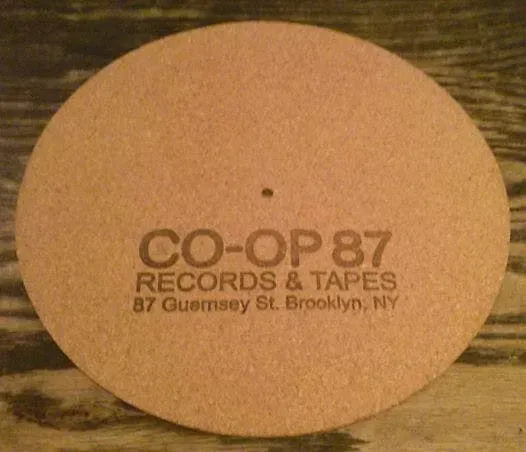 CO-OP 87
RECORDS & TAPES
87 Guernsey St. Brooklyn, NY